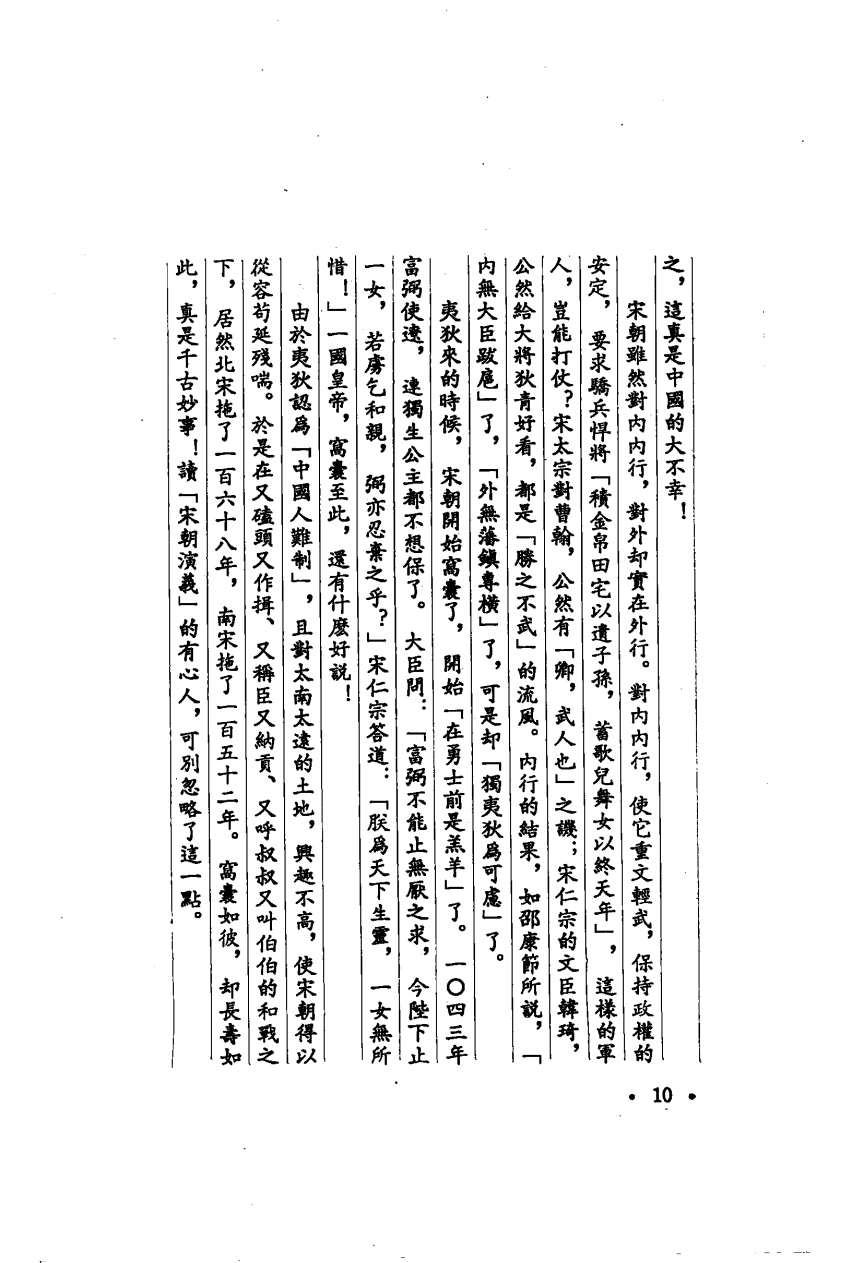 之，這真是中國的大不幸！
宋朝雖然對內內行，對外却實在外行。對內內行，使它重文輕武，保持政權的
安定，要求驕兵悍將「積金帛田宅以遺子孫，蓄歌兒舞女以終天年」，這樣的軍
人，豈能打仗？宋太宗對曹翰，公然有「卿，武人也」之譏；宋仁宗的文臣韓琦，
公然給大將狄青好看，都是「勝之不武」的流風。內行的結果，如邵康節所說，「
內無大臣跋扈」了，「外無藩鎮專橫」了，可是却「獨夷狄為可慮」了。
夷狄來的時候，宋朝開始窩囊了，開始「在勇士前是羔羊」了。一〇四三年
富弼使遼，連獨生公主都不想保了。大臣問：「富弼不能止無厭之求，今陛下止
一女，若虜乞和親，弼亦忍棄之乎？」宋仁宗答道：「朕為天下生靈，一女無所
惜！」一國皇帝，窩囊至此，還有什麼好說！
由於夷狄認為「中國人難制」，且對太南太遠的土地，興趣不高，使宋朝得以
從容苟延殘喘。於是在又磕頭又作揖、又稱臣又納貢、又呼叔叔又叫伯伯的和戰之
下，居然北宋拖了一百六十八年，南宋拖了一百五十二年。窩囊如彼，却長壽如
此，真是千古妙事！讀「宋朝演義」的有心人，可別忽略了這一點。
• 10 •